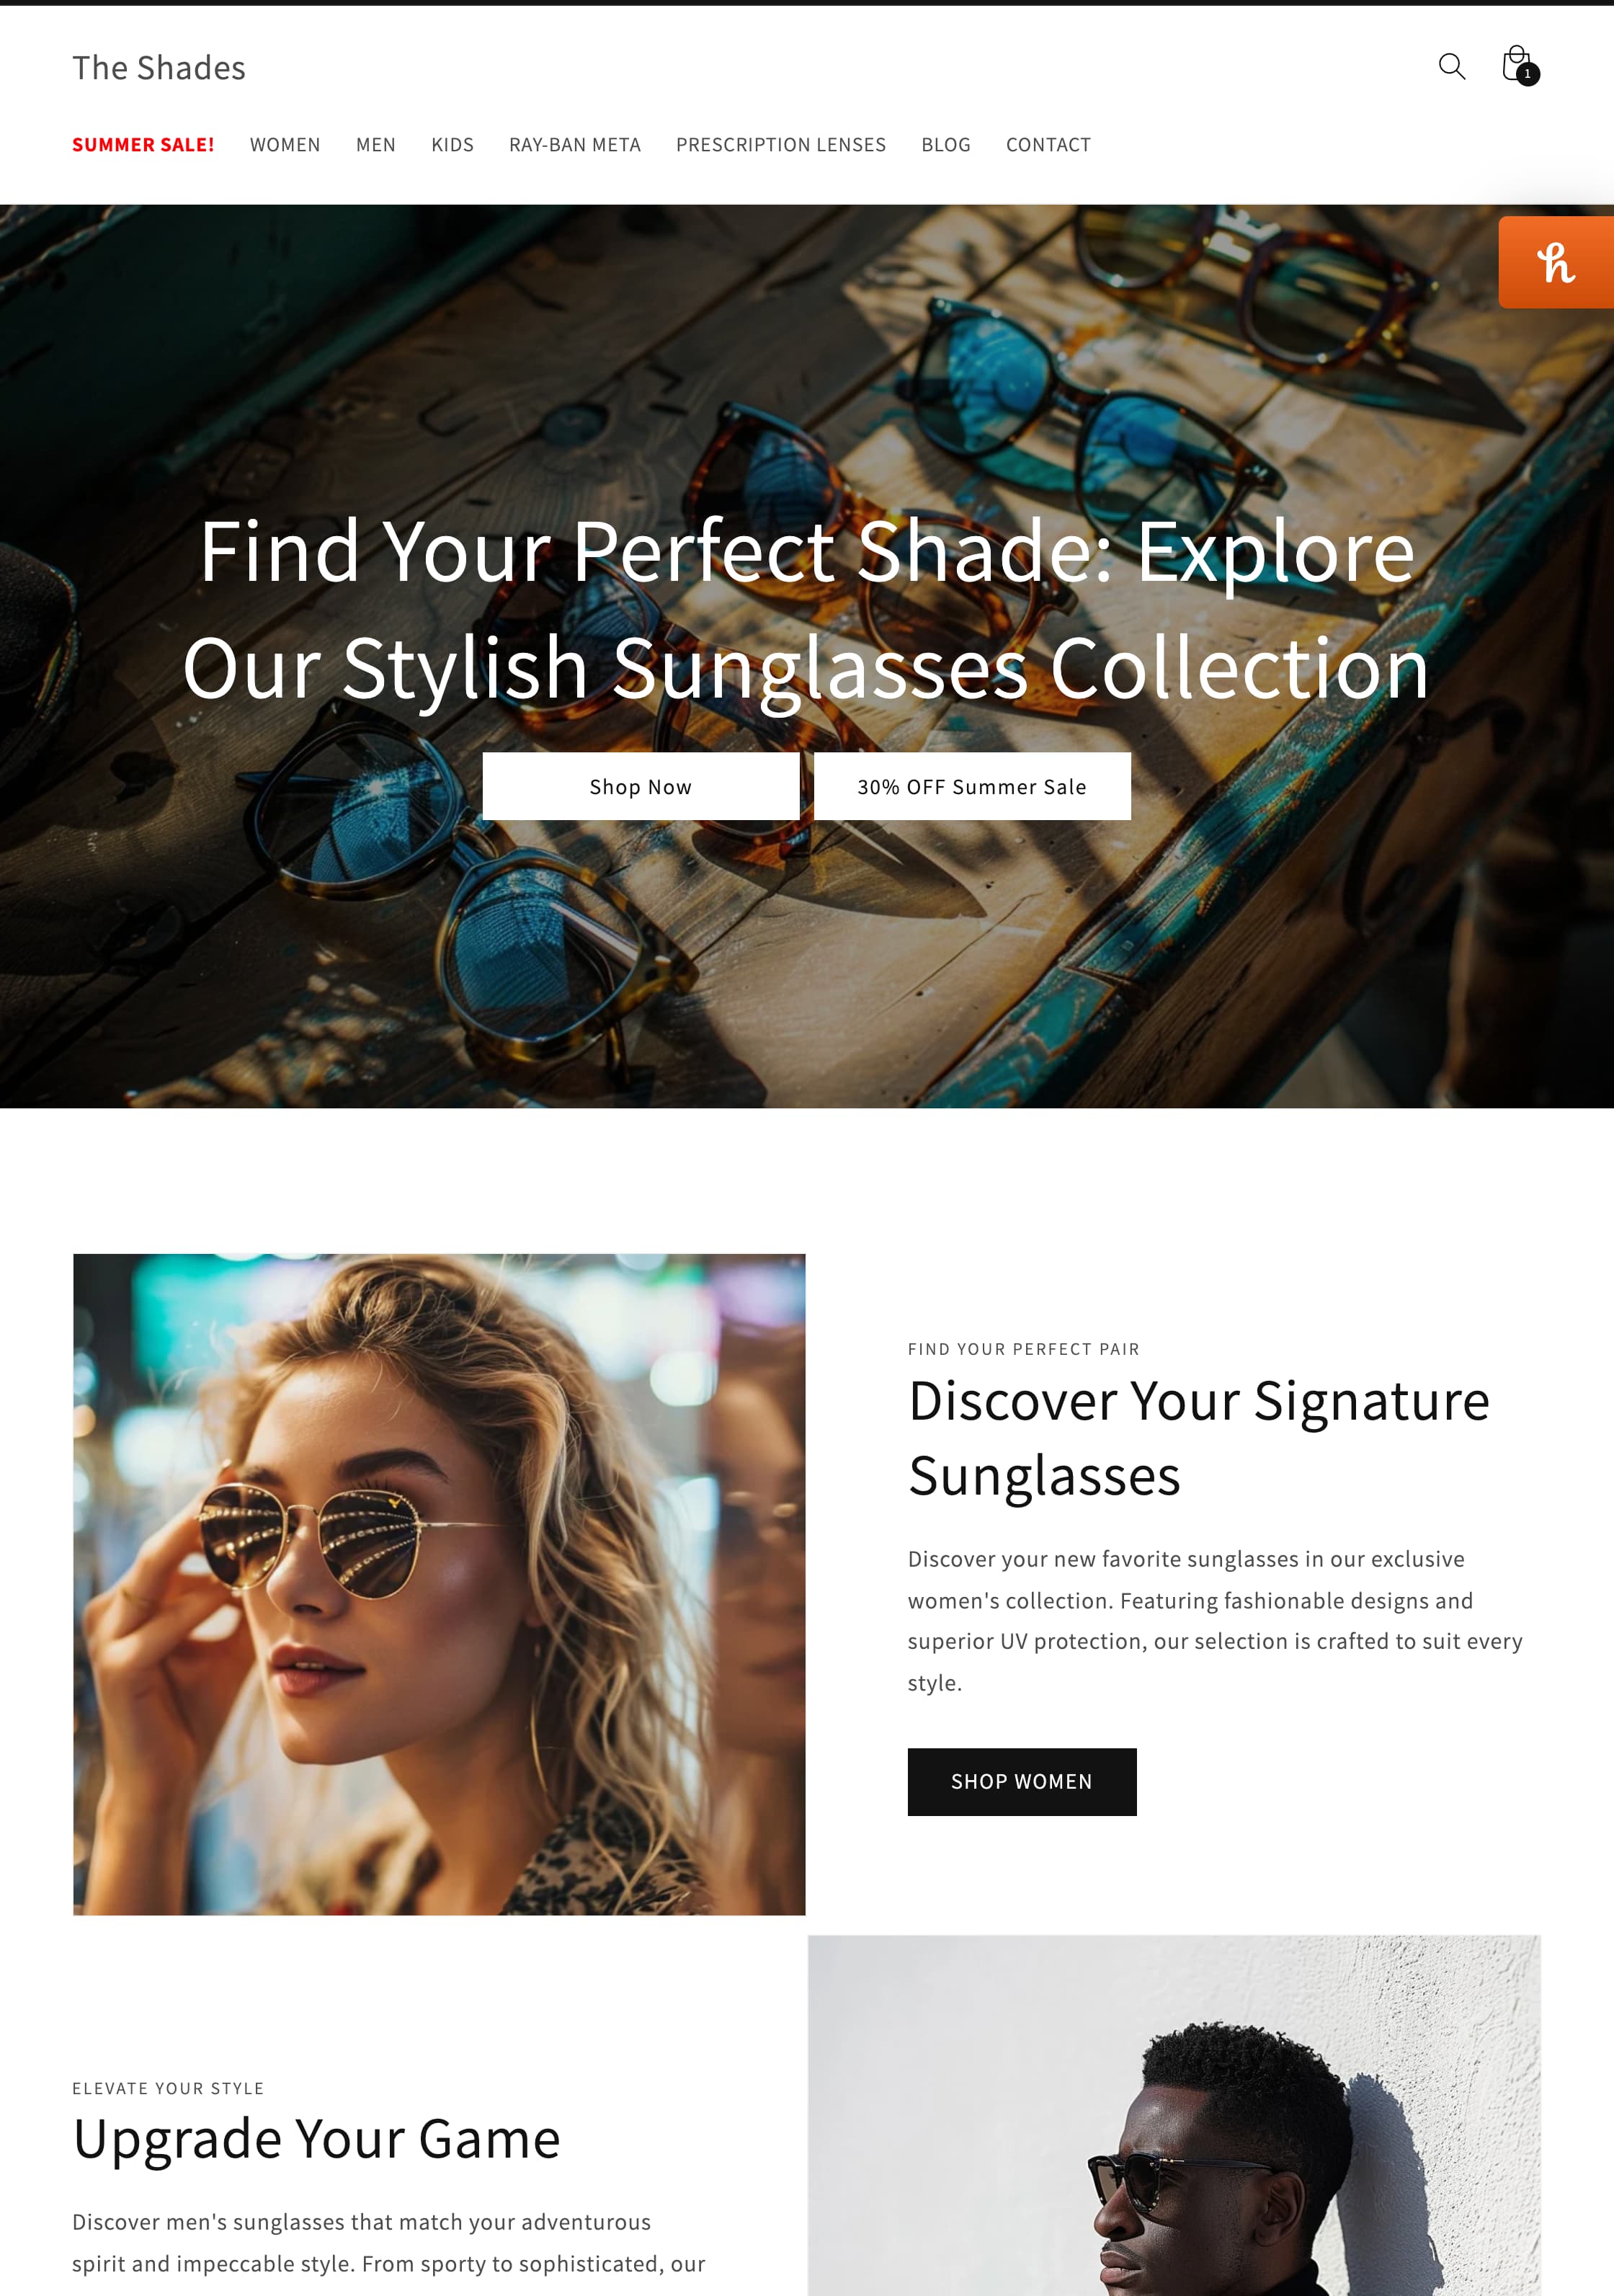 The Shades
1
SUMMER SALE! WOMEN MEN KIDS RAY-BAN META PRESCRIPTION LENSES BLOG CONTACT
h
Find Your Perfect Shade: Explore
Our Stylish Sunglasses Collection
Shop Now
30% OFF Summer Sale
FIND YOUR PERFECT PAIR
Discover Your Signature
Sunglasses
Discover your new favorite sunglasses in our exclusive
women's collection. Featuring fashionable designs and
superior UV protection, our selection is crafted to suit every
style.
SHOP WOMEN
ELEVATE YOUR STYLE
Upgrade Your Game
Discover men's sunglasses that match your adventurous
spirit and impeccable style. From sporty to sophisticated, our